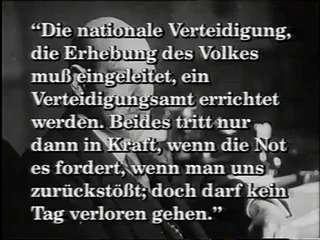 “Die nationale Verteidigung,
die Erhebung des Volkes
muß eingeleitet, ein
Verteidigungsamt errichtet
werden. Beides tritt nur
dann in Kraft, wenn die Not
es fordert, wenn man uns
zurückstößt; doch darf kein
Tag verloren gehen.”